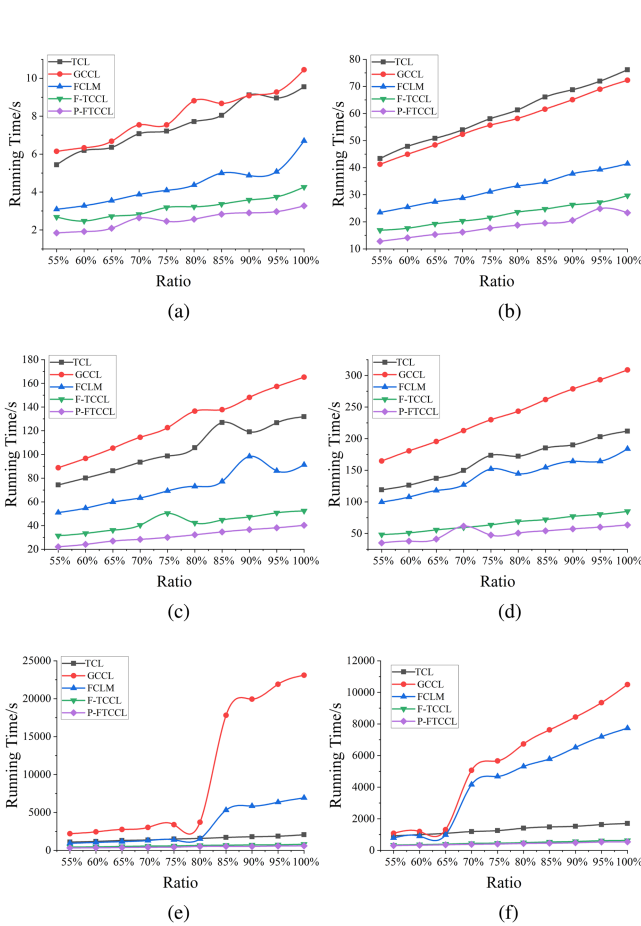 TCL
GCCL
FCLM
F-TCCL
P-FTCCL
Running Time/s
10
8
6
4
2
55% 60% 65% 70% 75% 80% 85% 90% 95% 100%
Ratio
(a)
TCL
GCCL
FCLM
F-TCCL
P-FTCCL
Running Time/s
80
70
60
50
40
30
20
10
55% 60% 65% 70% 75% 80% 85% 90% 95% 100%
Ratio
(b)
TCL
GCCL
FCLM
F-TCCL
P-FTCCL
Running Time/s
180
160
140
120
100
80
60
40
20
55% 60% 65% 70% 75% 80% 85% 90% 95% 100%
Ratio
(c)
TCL
GCCL
FCLM
F-TCCL
P-FTCCL
Running Time/s
300
250
200
150
100
50
55% 60% 65% 70% 75% 80% 85% 90% 95% 100%
Ratio
(d)
TCL
GCCL
FCLM
F-TCCL
P-FTCCL
Running Time/s
25000
20000
15000
10000
5000
0
55% 60% 65% 70% 75% 80% 85% 90% 95% 100%
Ratio
(e)
TCL
GCCL
FCLM
F-TCCL
P-FTCCL
Running Time/s
12000
10000
8000
6000
4000
2000
0
55% 60% 65% 70% 75% 80% 85% 90% 95% 100%
Ratio
(f)